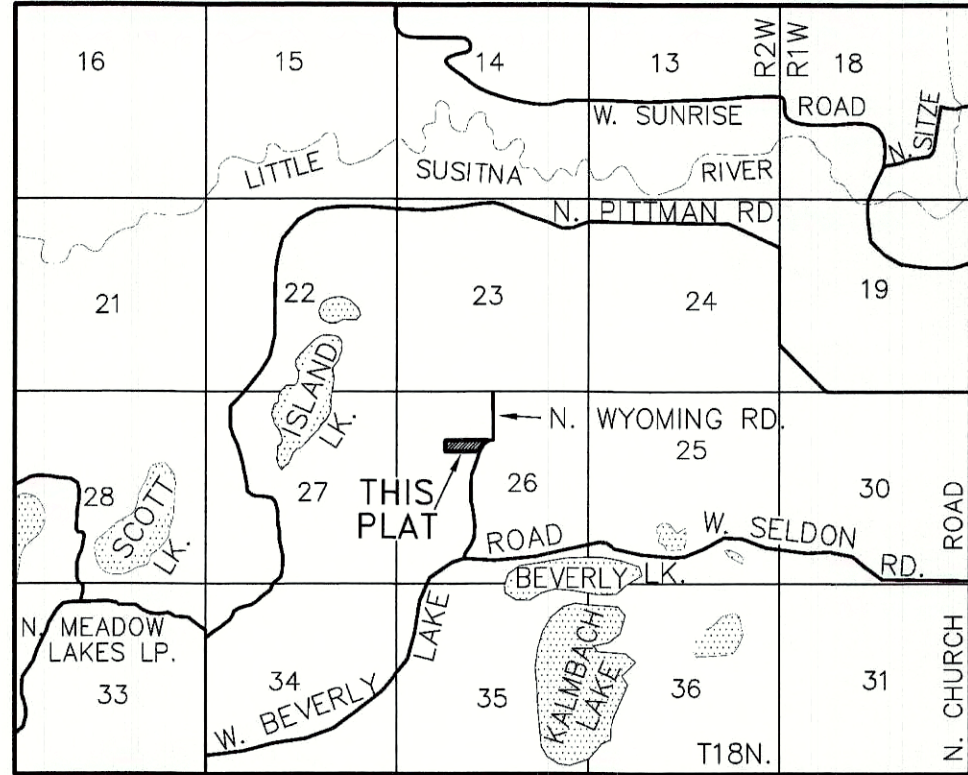 16
15
14
13
R2W
R1W
18
W. SUNRISE
ROAD
N. SITZE
LITTLE
SUSITNA
RIVER
N. PITTMAN RD.
21
22
23
24
19
ISLAND
LK.
N. WYOMING RD.
25
28
SCOTT
LK.
27
THIS
PLAT
26
30
ROAD
W. SELDON
RD.
BEVERLY LK.
N. MEADOW
LAKES LP.
33
34
W. BEVERLY
LAKE
35
KALMBACH
LAKE
36
31
T18N.
N. CHURCH ROAD